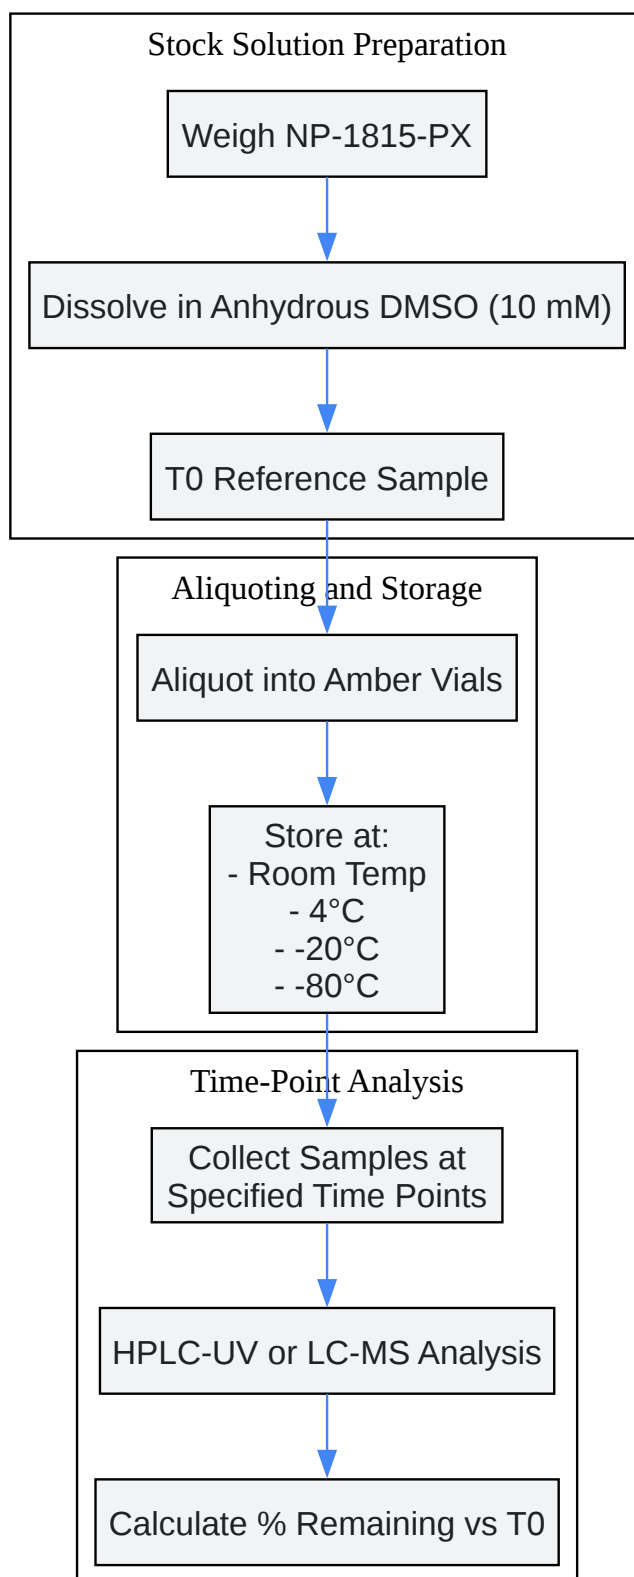 Stock Solution Preparation
Weigh NP-1815-PX
Dissolve in Anhydrous DMSO (10 mM)
T0 Reference Sample
Aliquoting and Storage
Aliquot into Amber Vials
Store at:
- Room Temp
- 4°C
- -20°C
- -80°C
Time-Point Analysis
Collect Samples at
Specified Time Points
HPLC-UV or LC-MS Analysis
Calculate % Remaining vs T0